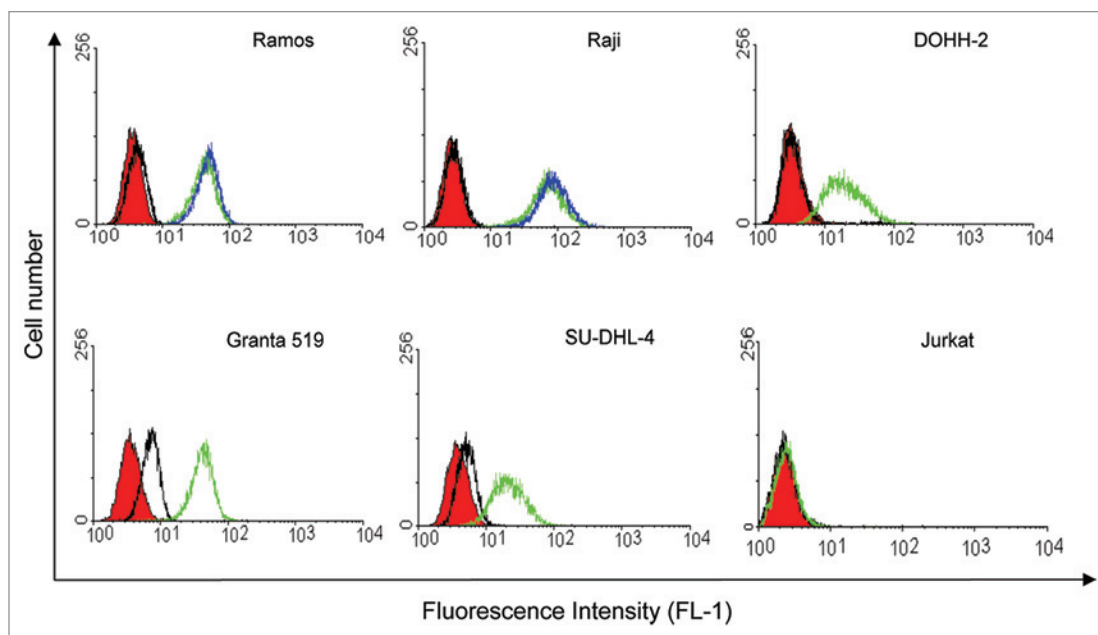 Ramos
Raji
DOHH-2
256
256
256
0
0
0
10⁰ 10¹ 10² 10³ 10⁴
10⁰ 10¹ 10² 10³ 10⁴
10⁰ 10¹ 10² 10³ 10⁴
Cell number
Granta 519
SU-DHL-4
Jurkat
256
256
256
0
0
0
10⁰ 10¹ 10² 10³ 10⁴
10⁰ 10¹ 10² 10³ 10⁴
10⁰ 10¹ 10² 10³ 10⁴
Fluorescence Intensity (FL-1)